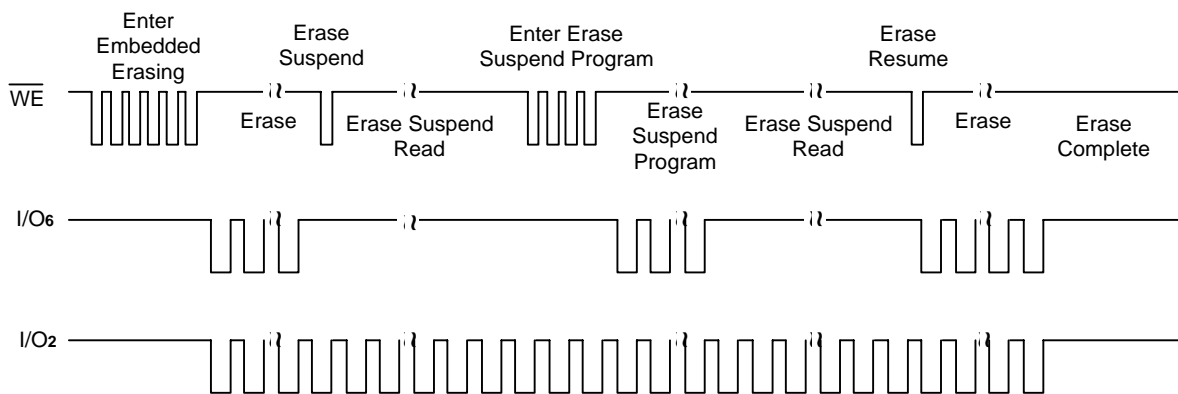 Enter
Embedded
Erasing
Erase
Suspend
Enter Erase
Suspend Program
Erase
Resume
WE
Erase
Erase Suspend
Read
Erase
Suspend
Program
Erase Suspend
Read
Erase
Erase
Complete
I/O6
I/O2